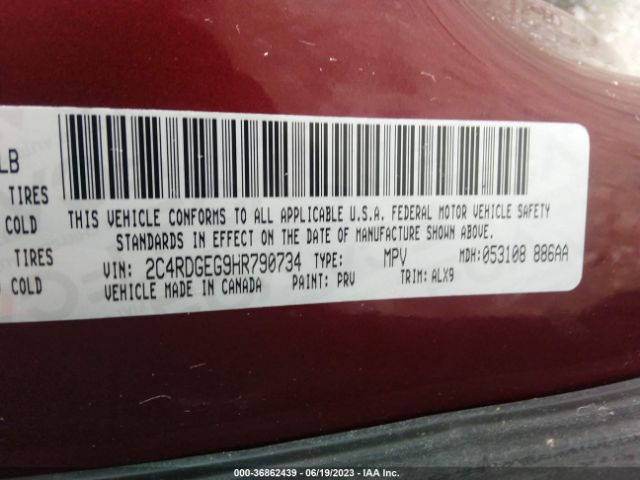 LB
TIRES
COLD
TIRES
COLD
THIS VEHICLE CONFORMS TO ALL APPLICABLE U.S.A. FEDERAL MOTOR VEHICLE SAFETY
STANDARDS IN EFFECT ON THE DATE OF MANUFACTURE SHOWN ABOVE.
VIN: 2C4RDGEG9HR790734 TYPE: MPV MDH:053108 886AA
VEHICLE MADE IN CANADA PAINT: PRV TRIM: ALX9
00-36862439 - 06/19/2023 - IAA Inc.